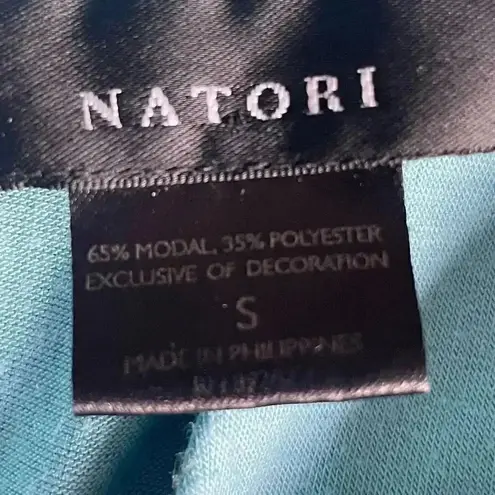 NATORI
65% MODAL, 35% POLYESTER
EXCLUSIVE OF DECORATION
S
MADE IN PHILIPPINES